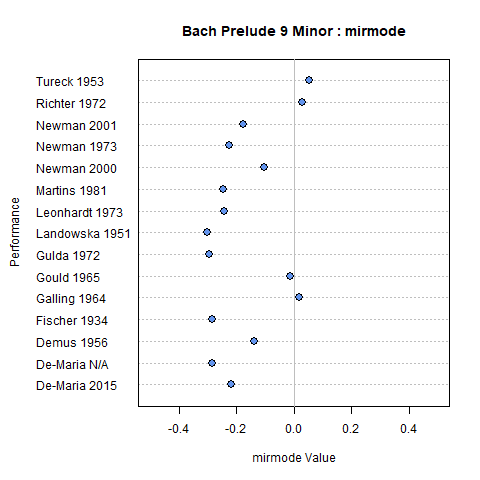 Bach Prelude 9 Minor : mirmode
Performance
Tureck 1953
Richter 1972
Newman 2001
Newman 1973
Newman 2000
Martins 1981
Leonhardt 1973
Landowska 1951
Gulda 1972
Gould 1965
Galling 1964
Fischer 1934
Demus 1956
De-Maria N/A
De-Maria 2015
-0.4 -0.2 0.0 0.2 0.4
mirmode Value